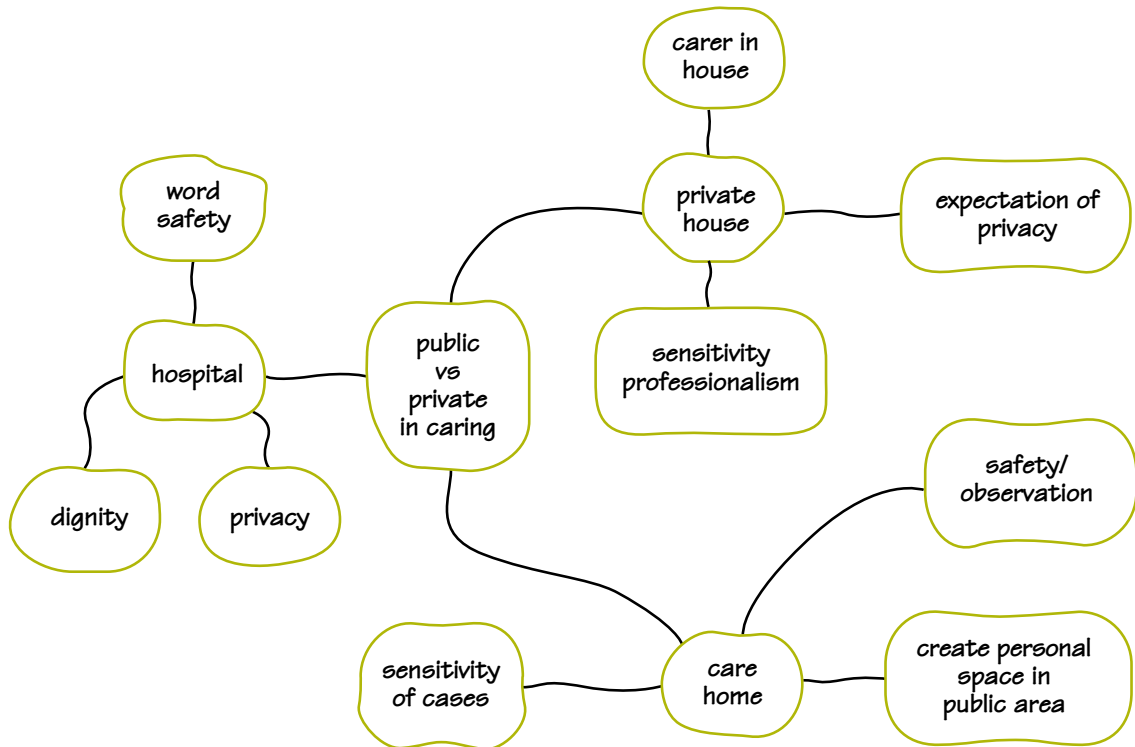 carer in
house
word
safety
private
house
expectation of
privacy
public
vs
private
in caring
hospital
sensitivity
professionalism
dignity
privacy
safety/
observation
sensitivity
of cases
care
home
create personal
space in
public area